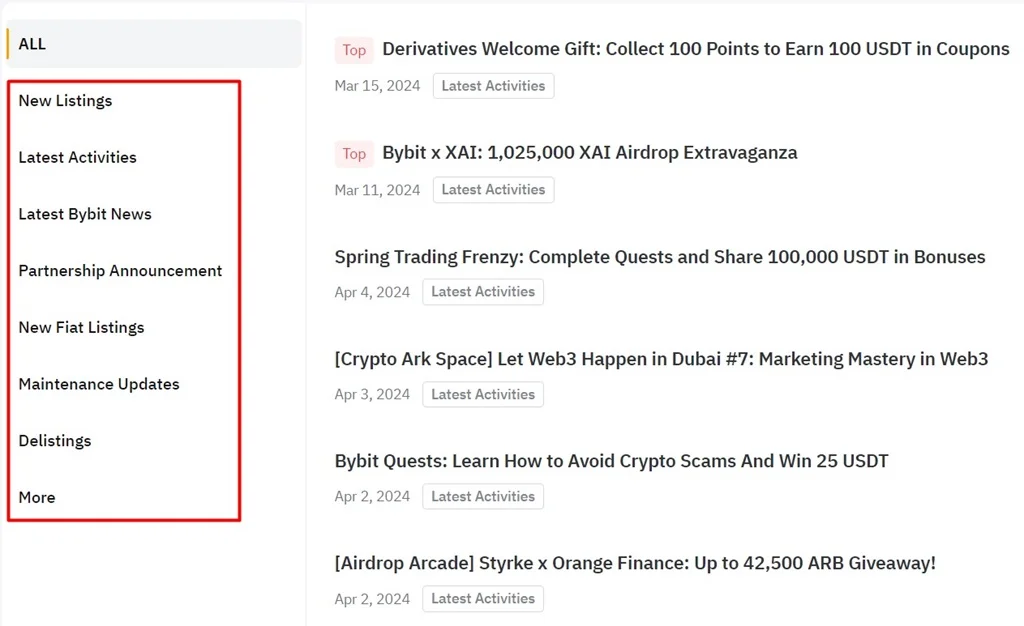 ALL
New Listings
Latest Activities
Latest Bybit News
Partnership Announcement
New Fiat Listings
Maintenance Updates
Delistings
More
Top Derivatives Welcome Gift: Collect 100 Points to Earn 100 USDT in Coupons
Mar 15, 2024 Latest Activities
Top Bybit x XAI: 1,025,000 XAI Airdrop Extravaganza
Mar 11, 2024 Latest Activities
Spring Trading Frenzy: Complete Quests and Share 100,000 USDT in Bonuses
Apr 4, 2024 Latest Activities
[Crypto Ark Space] Let Web3 Happen in Dubai #7: Marketing Mastery in Web3
Apr 3, 2024 Latest Activities
Bybit Quests: Learn How to Avoid Crypto Scams And Win 25 USDT
Apr 2, 2024 Latest Activities
[Airdrop Arcade] Styrke x Orange Finance: Up to 42,500 ARB Giveaway!
Apr 2, 2024 Latest Activities